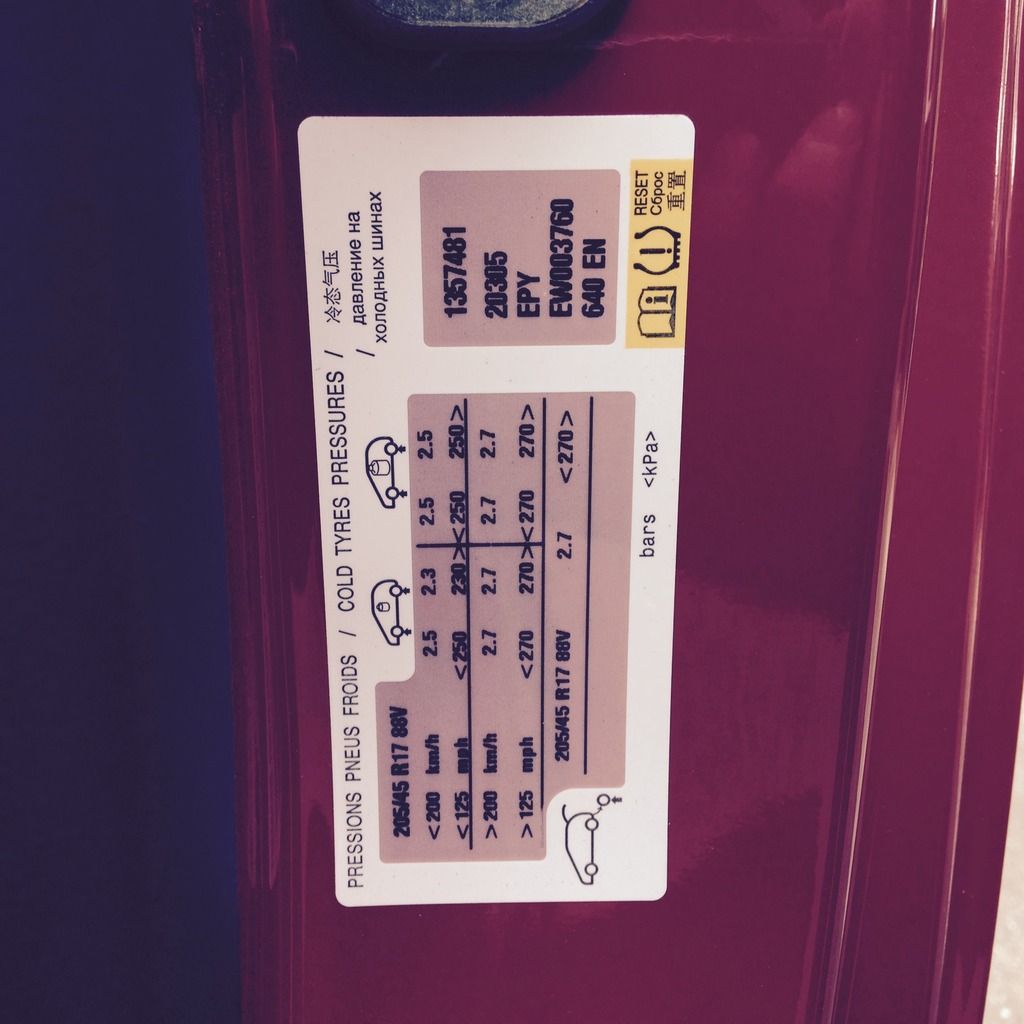 PRESSIONS PNEUS FROIDS / COLD TYRES PRESSURES / 冷态气压
/ давление на
холодных шинах
205/45 R17 88V
< 200 km/h 2.5 2.3 2.5 2.5
< 125 mph <250 230> <250 250>
> 200 km/h 2.7 2.7 2.7 2.7
> 125 mph <270 270> <270 270>
205/45 R17 88V 2.7 <270>
bars <kPa>
1357481
20305
EPY
EW003760
640 EN
RESET
Сброс
重置